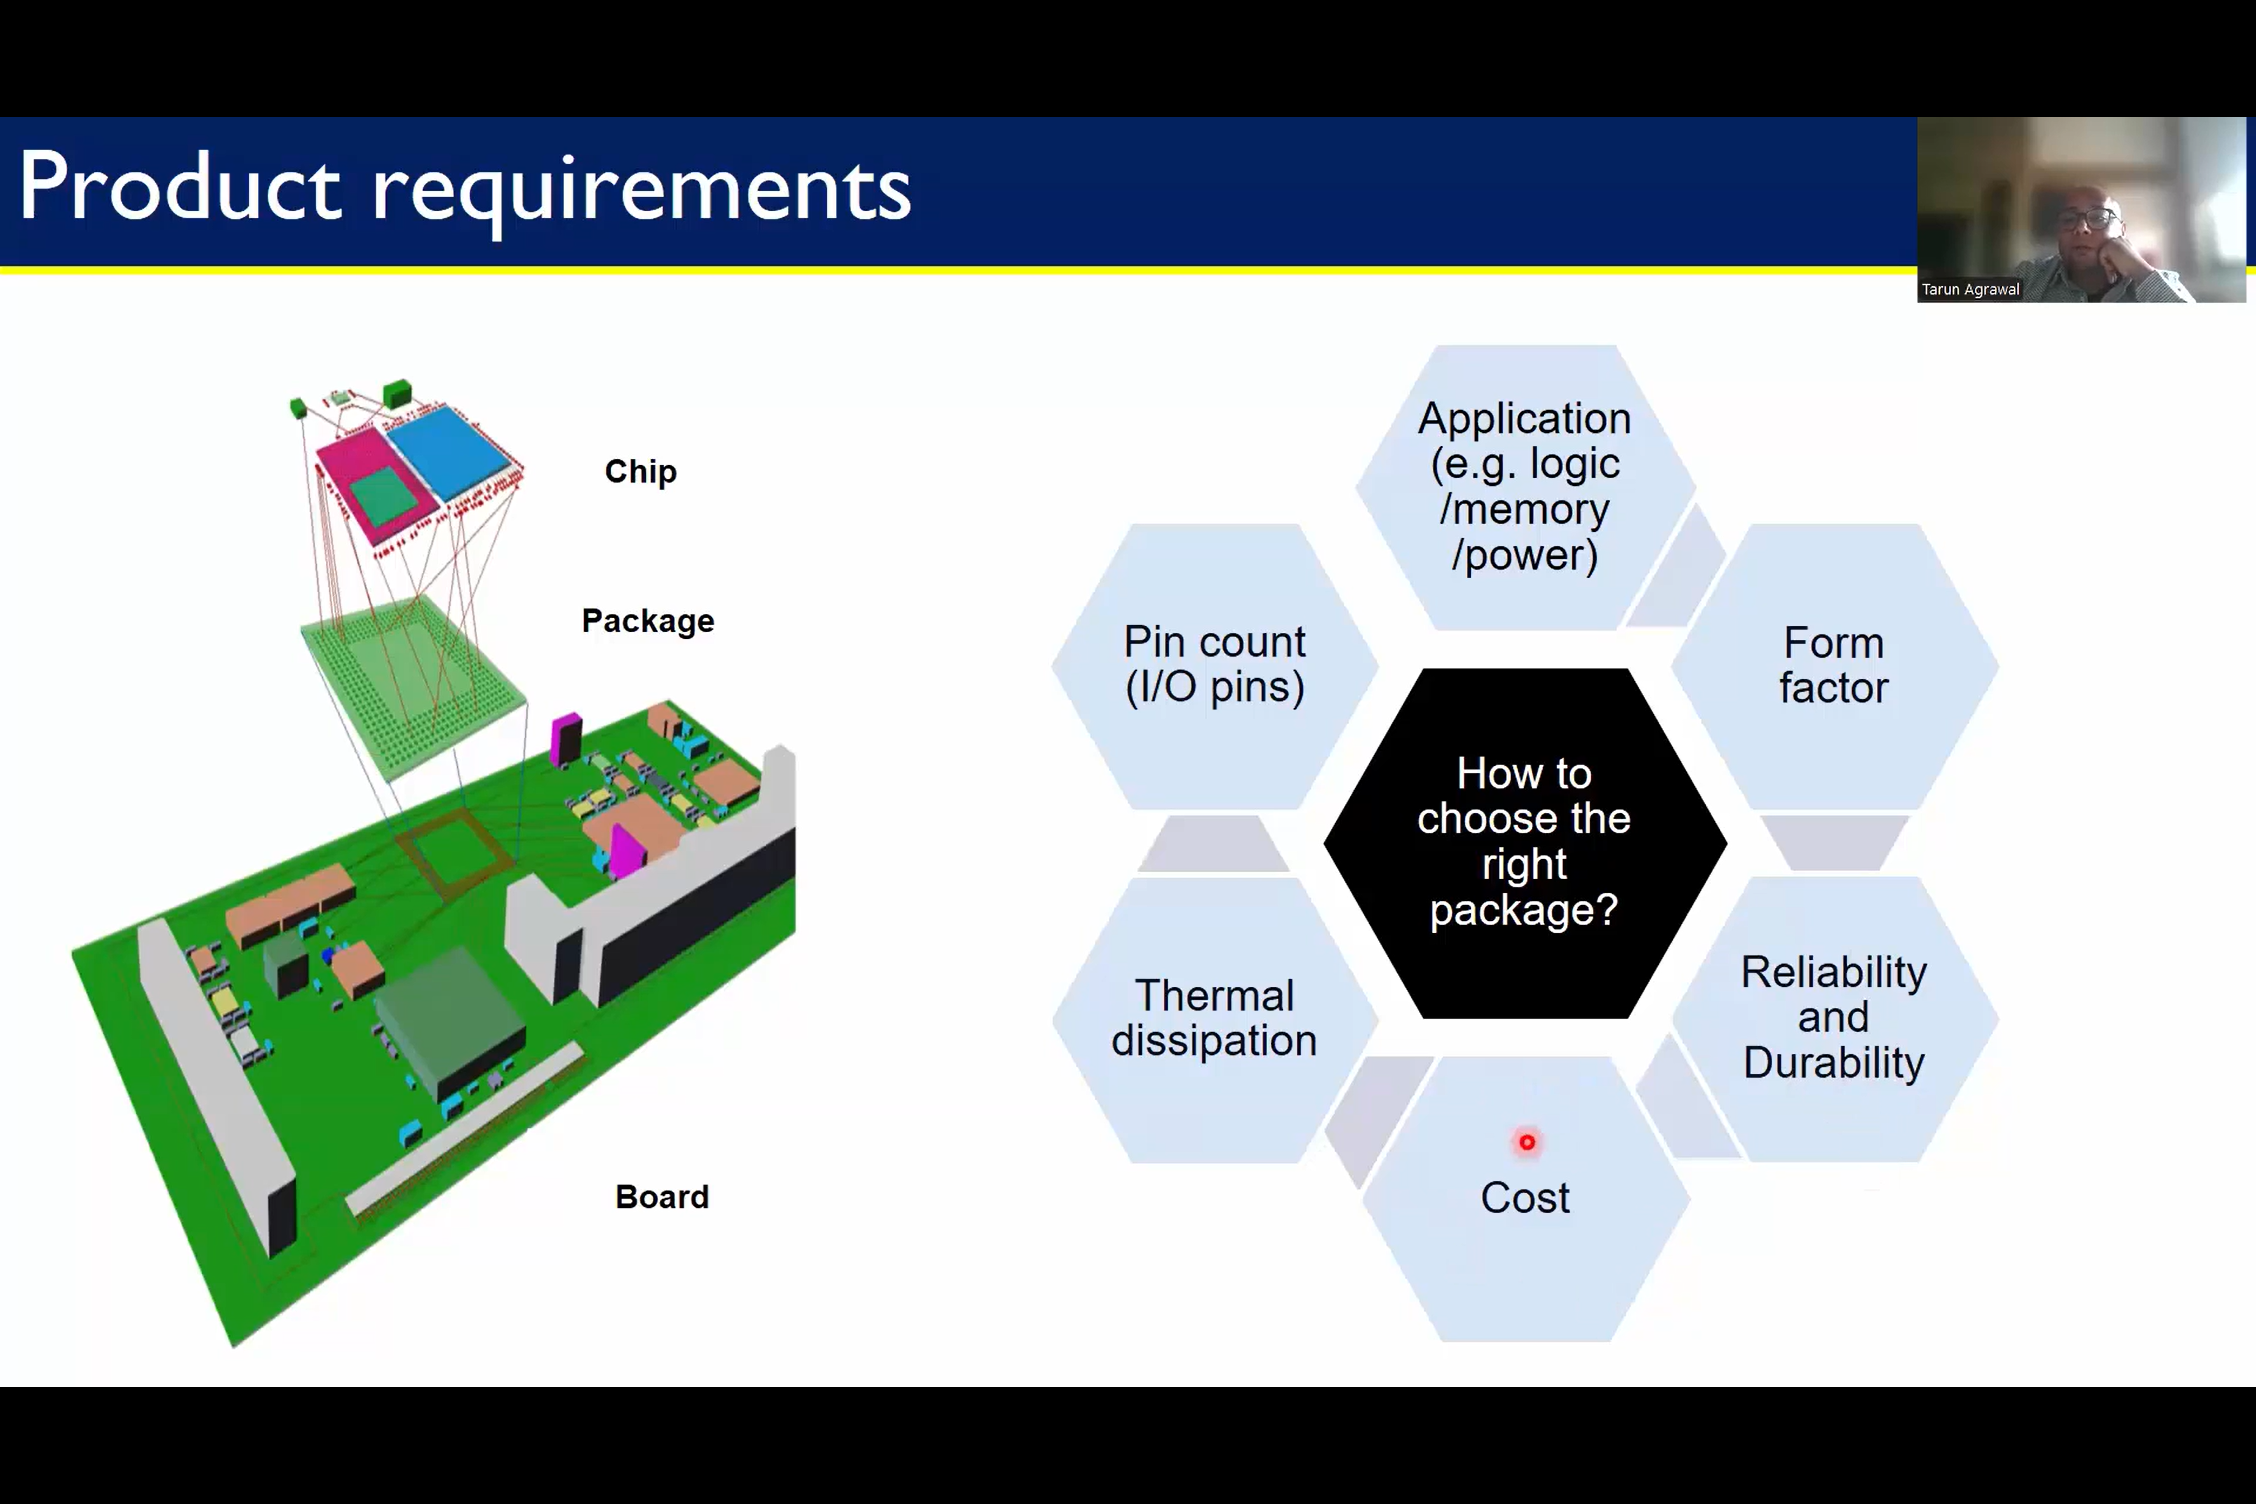 Product requirements
Tarun Agrawal
Chip
Package
Board
Application
(e.g. logic
/memory
/power)
Pin count
(I/O pins)
Form
factor
How to
choose the
right
package?
Thermal
dissipation
Reliability
and
Durability
Cost